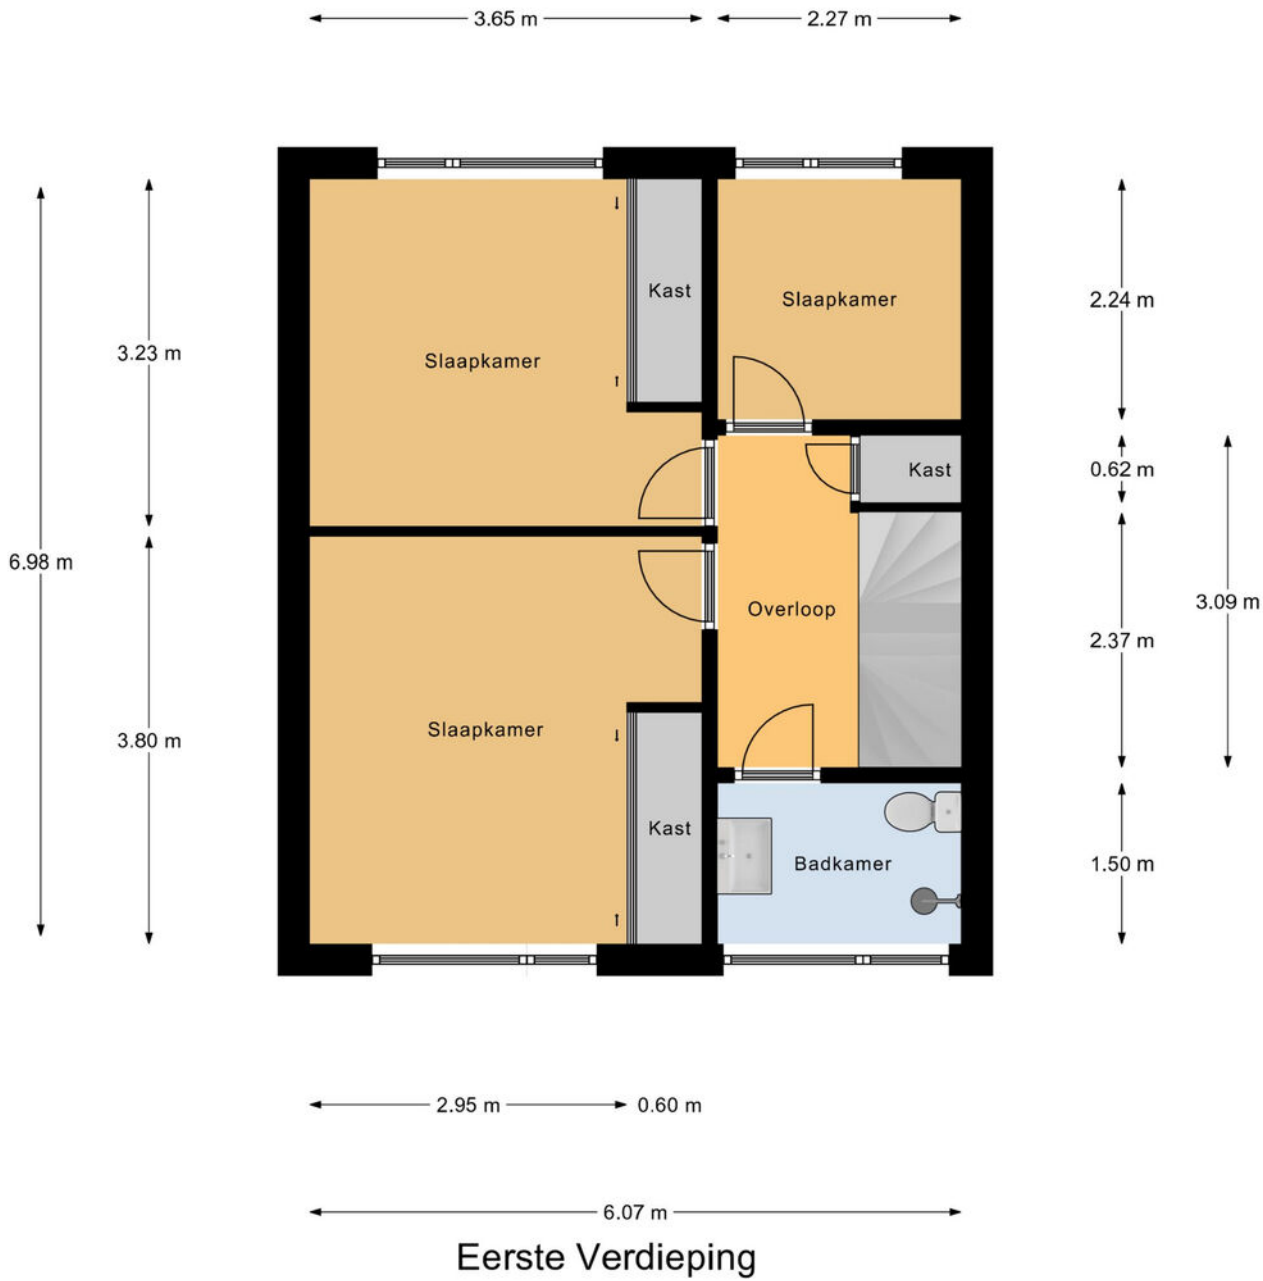 3.65 m
2.27 m
Kast
Slaapkamer
2.24 m
3.23 m
Slaapkamer
Kast
0.62 m
6.98 m
Overloop
3.09 m
2.37 m
Slaapkamer
3.80 m
Kast
Badkamer
1.50 m
2.95 m
0.60 m
6.07 m
Eerste Verdieping